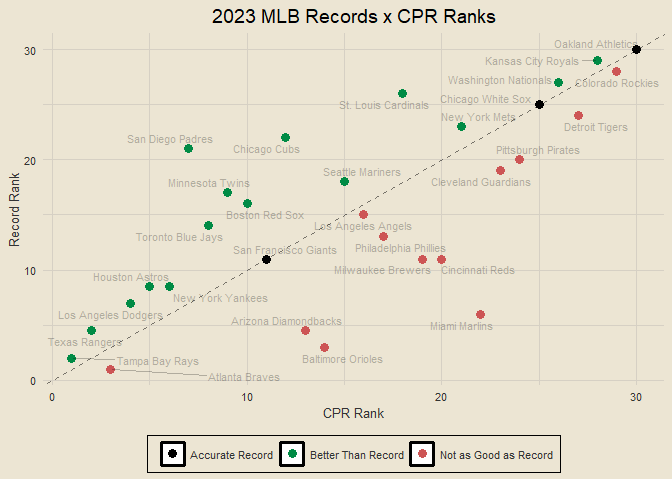 2023 MLB Records x CPR Ranks
Oakland Athletics
30
Kansas City Royals
Washington Nationals
Colorado Rockies
St. Louis Cardinals
Chicago White Sox
New York Mets
Detroit Tigers
San Diego Padres
Chicago Cubs
Pittsburgh Pirates
20
Seattle Mariners
Minnesota Twins
Cleveland Guardians
Boston Red Sox
Los Angeles Angels
Toronto Blue Jays
San Francisco Giants
Philadelphia Phillies
10
Milwaukee Brewers
Cincinnati Reds
Houston Astros
New York Yankees
Los Angeles Dodgers
Arizona Diamondbacks
Miami Marlins
Texas Rangers
Tampa Bay Rays
Baltimore Orioles
Atlanta Braves
0
Record Rank
0 10 20 30
CPR Rank
Accurate Record Better Than Record Not as Good as Record